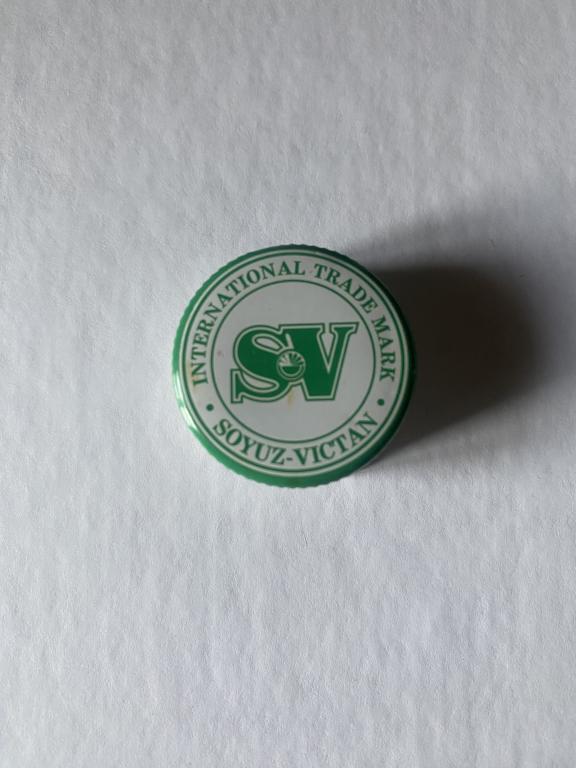 INTERNATIONAL TRADE MARK
SV
• SOYUZ-VICTAN •